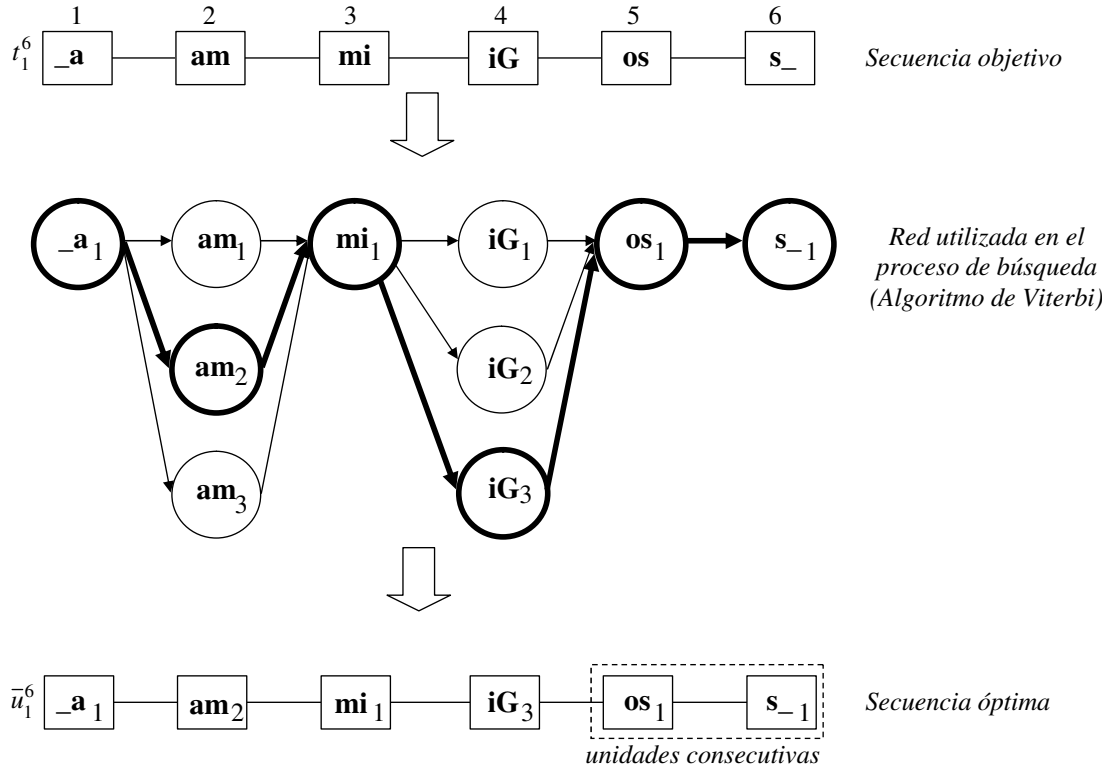 1 2 3 4 5 6
t₁⁶ _a am mi iG os s_ Secuencia objetivo
_a₁ am₁ mi₁ iG₁ os₁ s_₁
Red utilizada en el
proceso de búsqueda
(Algoritmo de Viterbi)
am₂ iG₂
am₃ iG₃
u̅₁⁶ _a₁ am₂ mi₁ iG₃ os₁ s_₁ Secuencia óptima
unidades consecutivas